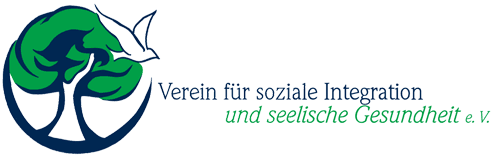 Verein für soziale Integration
und seelische Gesundheit e. V.